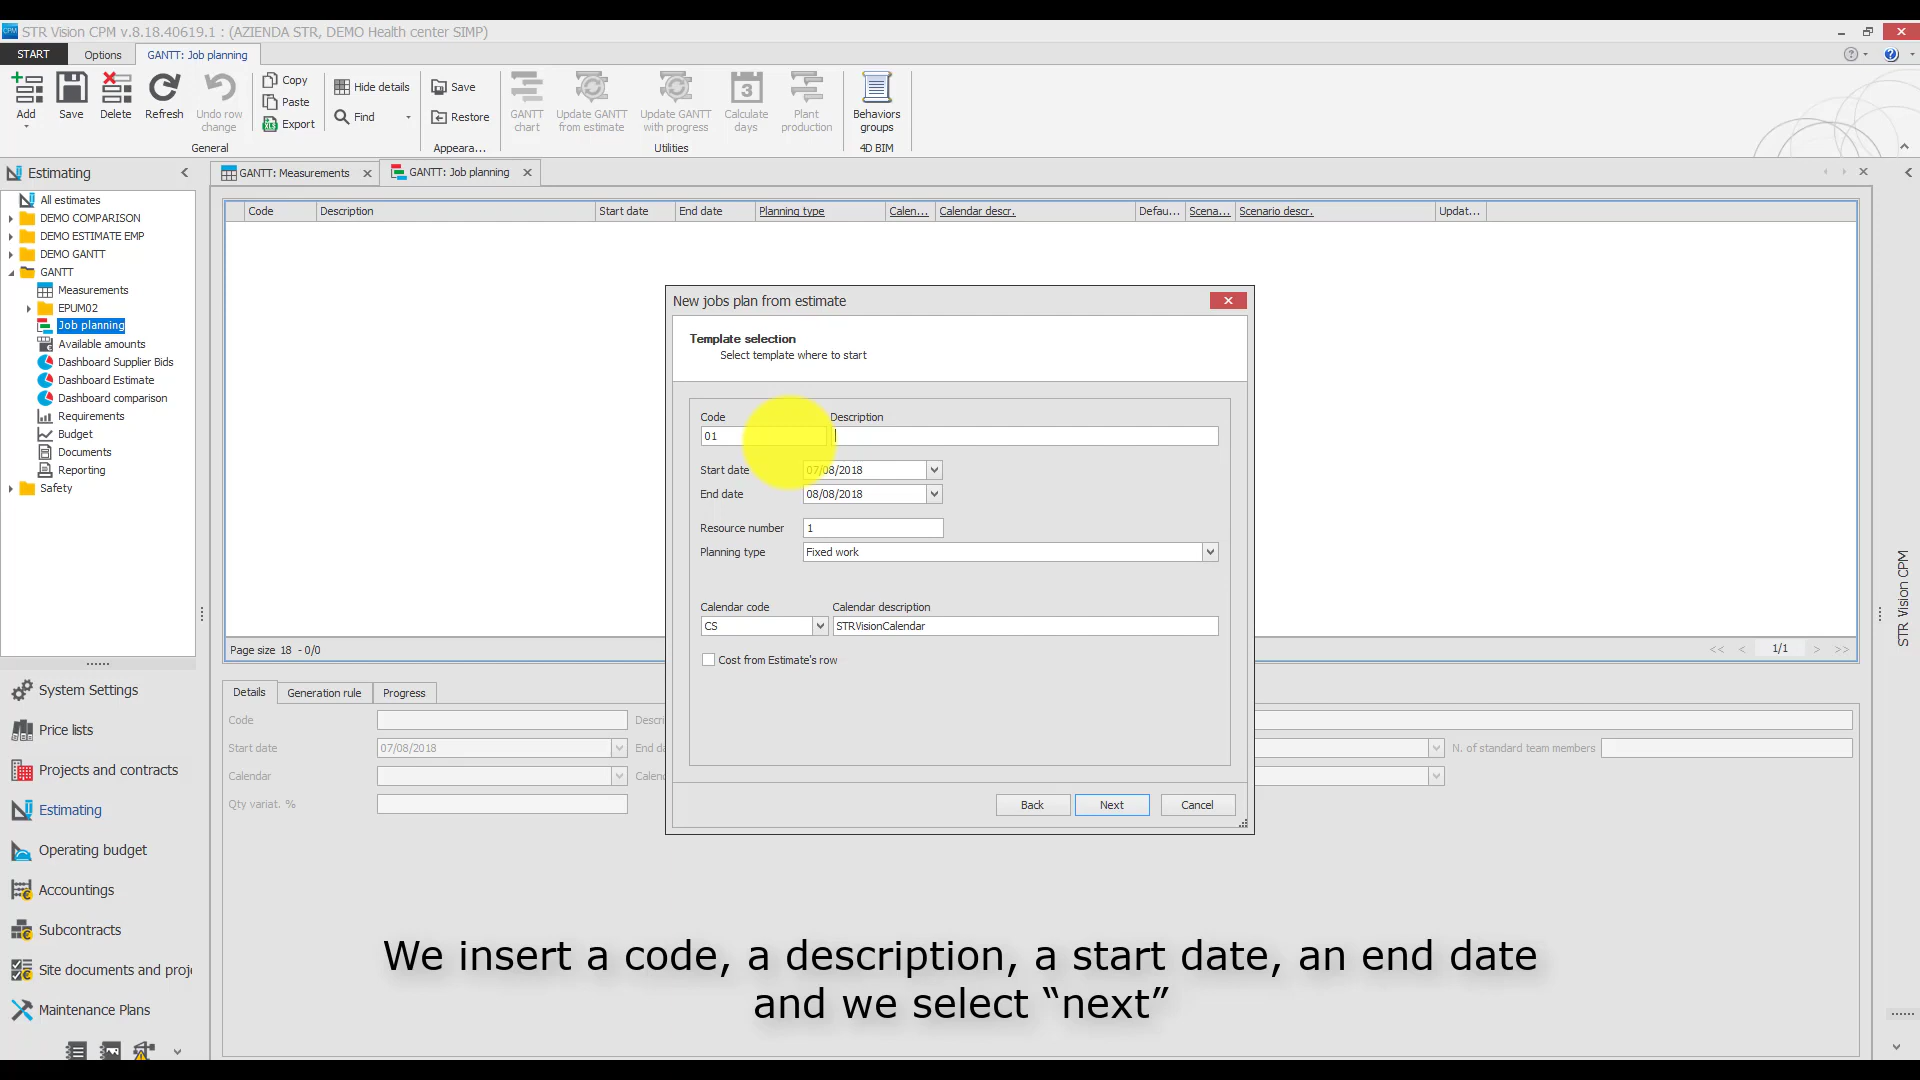 STR Vision CPM v.8.18.40619.1 : (AZIENDA STR, DEMO Health center SIMP)
START Options GANTT: Job planning
Add Save Delete Refresh Undo row change
Copy
Paste
Export
Hide details
Find
Save
Restore
GANTT chart
Update GANTT from estimate
Update GANTT with progress
Calculate days
Plant production
Behaviors groups
General Appeara... Utilities 4D BIM
Estimating
GANTT: Measurements GANTT: Job planning
All estimates
DEMO COMPARISON
DEMO ESTIMATE EMP
DEMO GANTT
GANTT
Measurements
EPUM02
Job planning
Available amounts
Dashboard Supplier Bids
Dashboard Estimate
Dashboard comparison
Requirements
Budget
Documents
Reporting
Safety
Code Description Start date End date Planning type Calen... Calendar descr. Defau... Scena... Scenario descr. Updat...
New jobs plan from estimate
Template selection
Select template where to start
Code Description
01
Start date 07/08/2018
End date 08/08/2018
Resource number 1
Planning type Fixed work
Calendar code Calendar description
CS STRVisionCalendar
Cost from Estimate's row
Back Next Cancel
Page size 18 - 0/0
<< < 1/1 > >>
STR Vision CPM
Details Generation rule Progress
Code Descri
Start date 07/08/2018 End da N. of standard team members
Calendar Calend
Qty variat. %
System Settings
Price lists
Projects and contracts
Estimating
Operating budget
Accountings
Subcontracts
Site documents and proj
Maintenance Plans
We insert a code, a description, a start date, an end date
and we select “next”